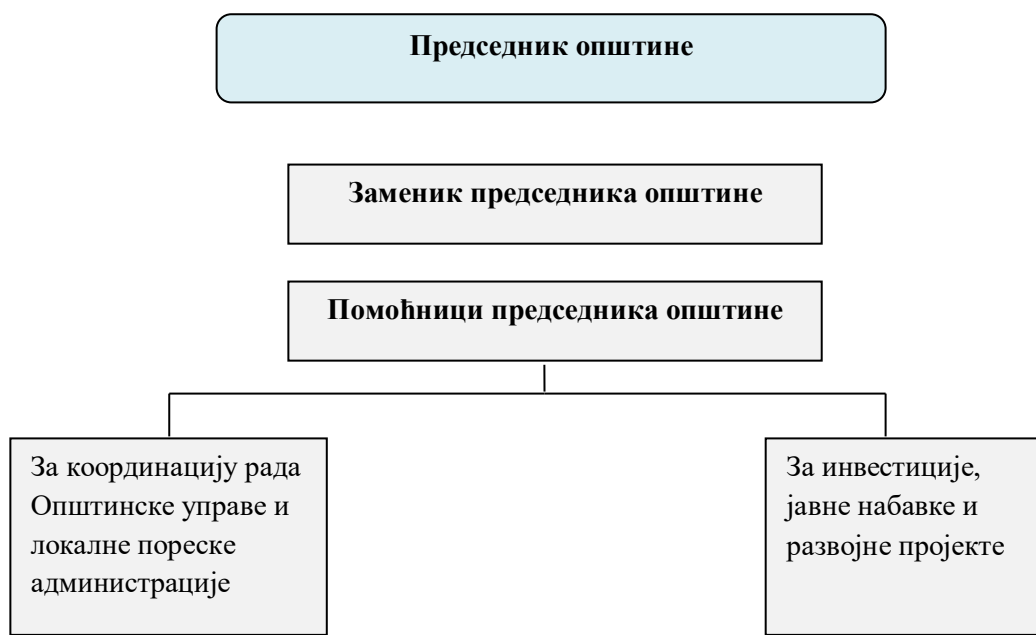 Председник општине
Заменик председника општине
Помоћници председника општине
За координацију рада
Општинске управе и
локалне пореске
администрације
За инвестиције,
јавне набавке и
развојне пројекте